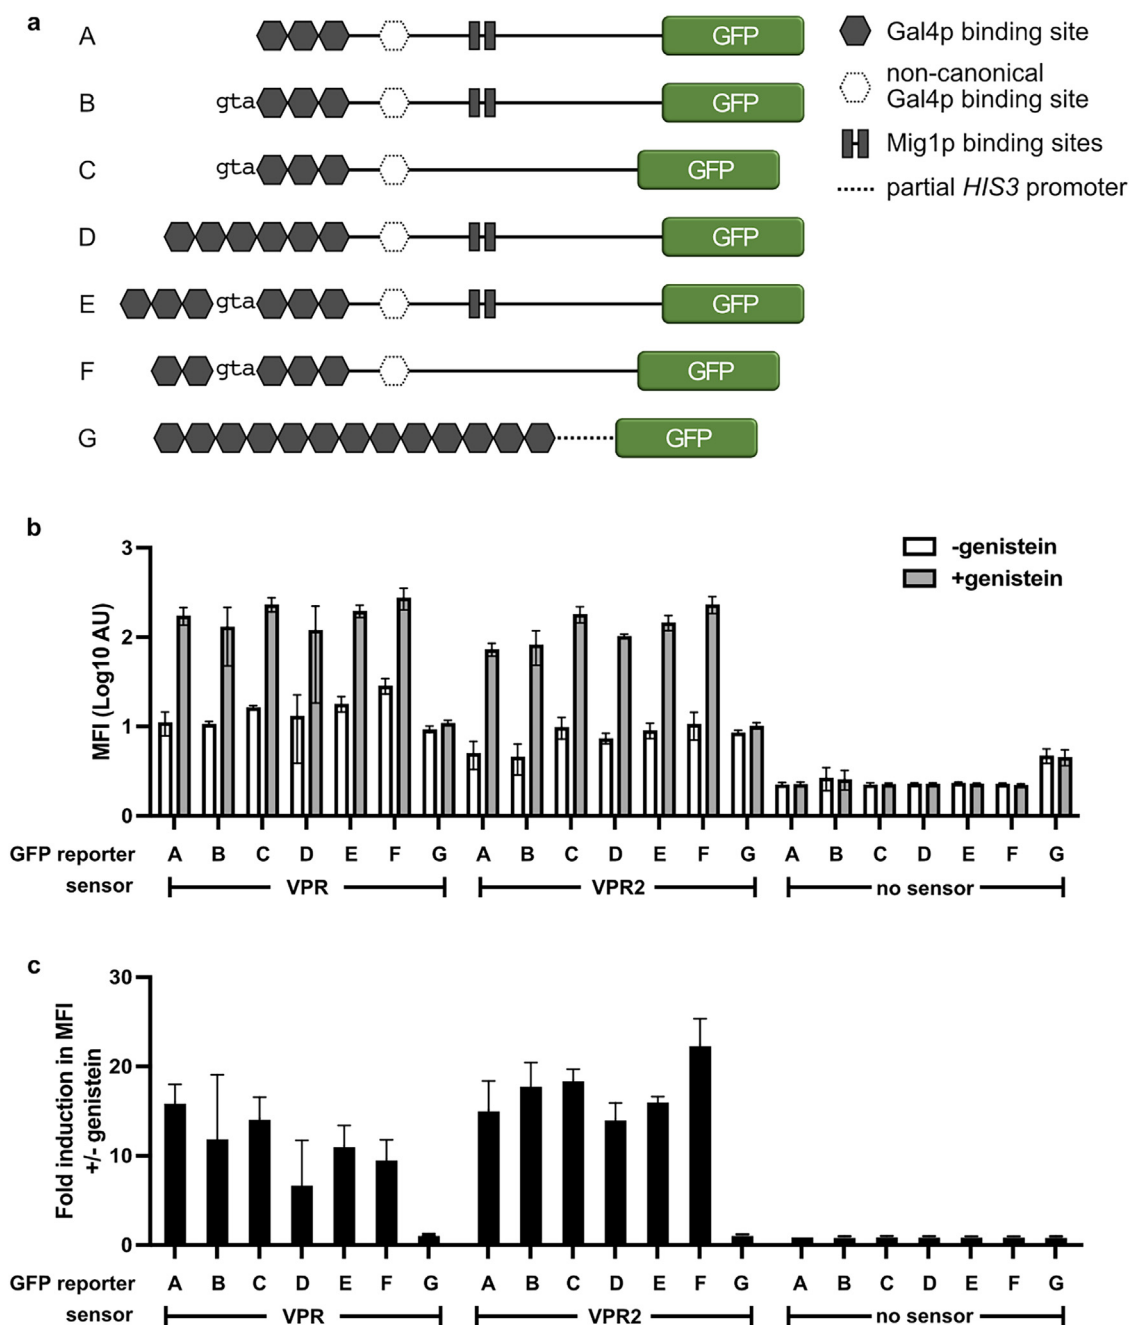 a
A GFP
B gta GFP
C gta GFP
D GFP
E gta GFP
F gta GFP
G GFP
Gal4p binding site
non-canonical
Gal4p binding site
Mig1p binding sites
partial HIS3 promoter
b
-genistein
+genistein
MFI (Log10 AU)
3
2
1
0
GFP reporter A B C D E F G A B C D E F G A B C D E F G
sensor VPR VPR2 no sensor
c
Fold induction in MFI
+/- genistein
30
20
10
0
GFP reporter A B C D E F G A B C D E F G A B C D E F G
sensor VPR VPR2 no sensor